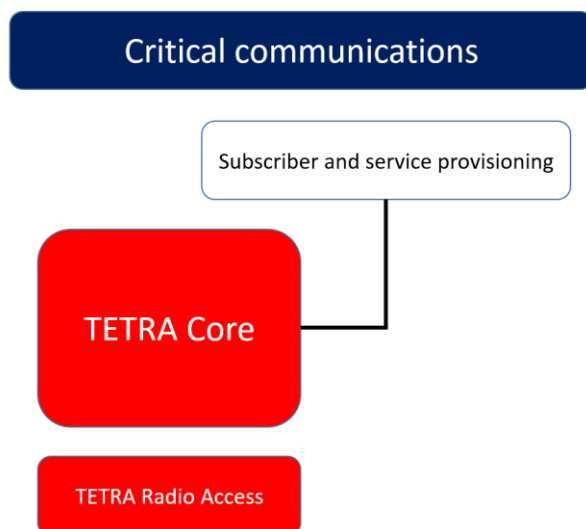 Critical communications
Subscriber and service provisioning
TETRA Core
TETRA Radio Access